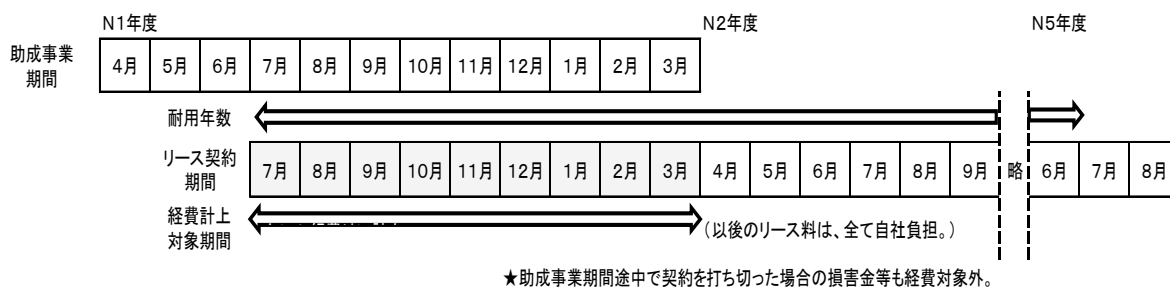 N1年度 N2年度 N5年度
助成事業
期間
4月 5月 6月 7月 8月 9月 10月 11月 12月 1月 2月 3月
耐用年数
リース契約
期間
7月 8月 9月 10月 11月 12月 1月 2月 3月 4月 5月 6月 7月 8月 9月 略 6月 7月 8月
経費計上
対象期間
(以後のリース料は、全て自社負担。)
★助成事業期間途中で契約を打ち切った場合の損害金等も経費対象外。